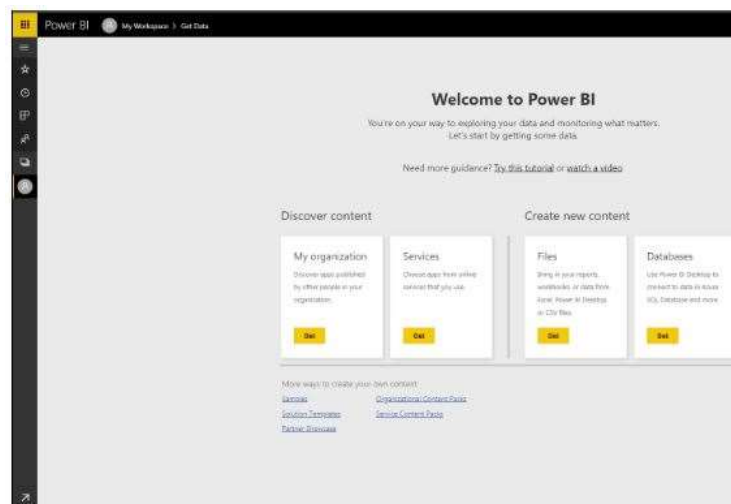 Power BI My Workspace > Get Data
Welcome to Power BI
You're on your way to exploring your data and monitoring what matters.
Let's start by getting some data.
Need more guidance? Try this tutorial or watch a video
Discover content
Create new content
My organization
Discover apps published
by other people in your
organization.
Get
Services
Choose apps from online
services that you use.
Get
Files
Bring in your reports,
workbooks, or data from
Excel, Power BI Desktop
or CSV files.
Get
Databases
Use Power BI Desktop to
connect to data in Azure
SQL Database and more.
Get
More ways to create your own content
Samples
Organizational Content Packs
Solution Templates
Service Content Packs
Partner Showcase